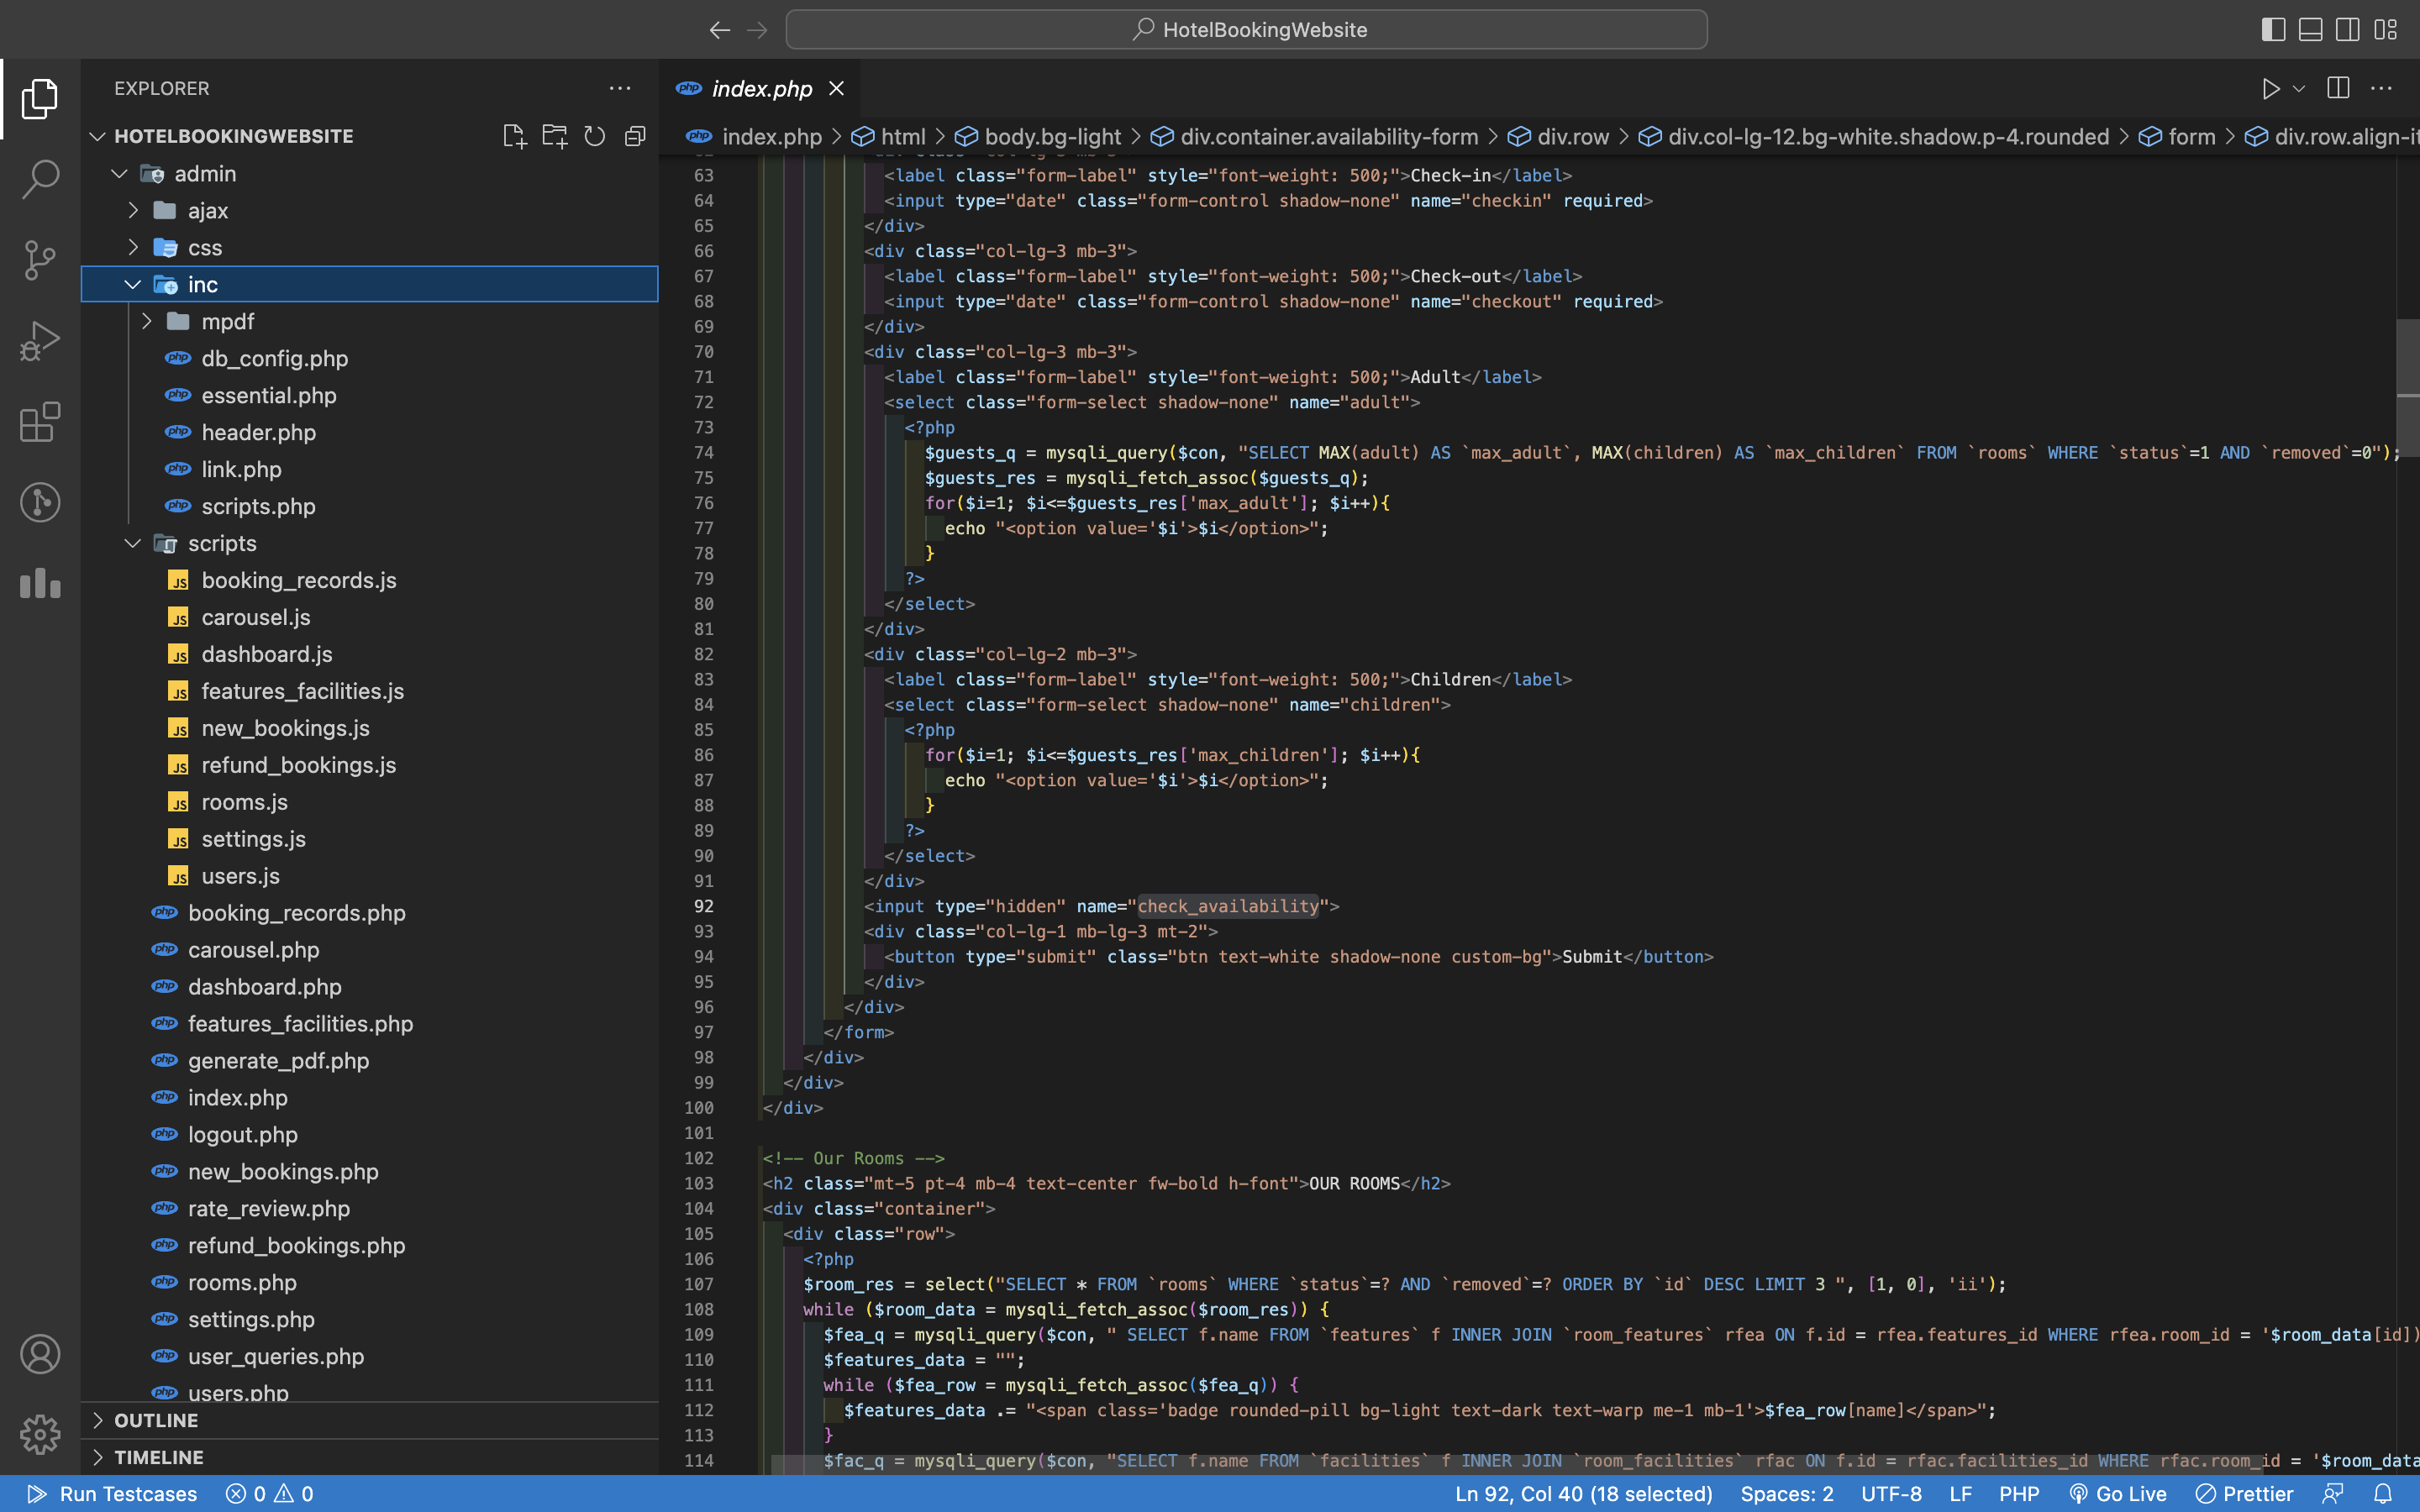 HotelBookingWebsite
EXPLORER
HOTELBOOKINGWEBSITE
admin
ajax
css
inc
mpdf
db_config.php
essential.php
header.php
link.php
scripts.php
scripts
booking_records.js
carousel.js
dashboard.js
features_facilities.js
new_bookings.js
refund_bookings.js
rooms.js
settings.js
users.js
booking_records.php
carousel.php
dashboard.php
features_facilities.php
generate_pdf.php
index.php
logout.php
new_bookings.php
rate_review.php
refund_bookings.php
rooms.php
settings.php
user_queries.php
users.php
OUTLINE
TIMELINE
php index.php
index.php > html > body.bg-light > div.container.availability-form > div.row > div.col-lg-12.bg-white.shadow.p-4.rounded > form > div.row.align-it
63 <label class="form-label" style="font-weight: 500;">Check-in</label>
64 <input type="date" class="form-control shadow-none" name="checkin" required>
65 </div>
66 <div class="col-lg-3 mb-3">
67 <label class="form-label" style="font-weight: 500;">Check-out</label>
68 <input type="date" class="form-control shadow-none" name="checkout" required>
69 </div>
70 <div class="col-lg-3 mb-3">
71 <label class="form-label" style="font-weight: 500;">Adult</label>
72 <select class="form-select shadow-none" name="adult">
73 <?php
74 $guests_q = mysqli_query($con, "SELECT MAX(adult) AS `max_adult`, MAX(children) AS `max_children` FROM `rooms` WHERE `status`=1 AND `removed`=0");
75 $guests_res = mysqli_fetch_assoc($guests_q);
76 for($i=1; $i<=$guests_res['max_adult']; $i++){
77 echo "<option value='$i'>$i</option>";
78 }
79 ?>
80 </select>
81 </div>
82 <div class="col-lg-2 mb-3">
83 <label class="form-label" style="font-weight: 500;">Children</label>
84 <select class="form-select shadow-none" name="children">
85 <?php
86 for($i=1; $i<=$guests_res['max_children']; $i++){
87 echo "<option value='$i'>$i</option>";
88 }
89 ?>
90 </select>
91 </div>
92 <input type="hidden" name="check_availability">
93 <div class="col-lg-1 mb-lg-3 mt-2">
94 <button type="submit" class="btn text-white shadow-none custom-bg">Submit</button>
95 </div>
96 </div>
97 </form>
98 </div>
99 </div>
100 </div>
101
102 <!-- Our Rooms -->
103 <h2 class="mt-5 pt-4 mb-4 text-center fw-bold h-font">OUR ROOMS</h2>
104 <div class="container">
105 <div class="row">
106 <?php
107 $room_res = select("SELECT * FROM `rooms` WHERE `status`=? AND `removed`=? ORDER BY `id` DESC LIMIT 3 ", [1, 0], 'ii');
108 while ($room_data = mysqli_fetch_assoc($room_res)) {
109 $fea_q = mysqli_query($con, " SELECT f.name FROM `features` f INNER JOIN `room_features` rfea ON f.id = rfea.features_id WHERE rfea.room_id = '$room_data[id]
110 $features_data = "";
111 while ($fea_row = mysqli_fetch_assoc($fea_q)) {
112 $features_data .= "<span class='badge rounded-pill bg-light text-dark text-warp me-1 mb-1'>$fea_row[name]</span>";
113 }
114 $fac_q = mysqli_query($con, "SELECT f.name FROM `facilities` f INNER JOIN `room_facilities` rfac ON f.id = rfac.facilities_id WHERE rfac.room_id = '$room_data
Run Testcases 0 0 Ln 92, Col 40 (18 selected) Spaces: 2 UTF-8 LF PHP Go Live Prettier